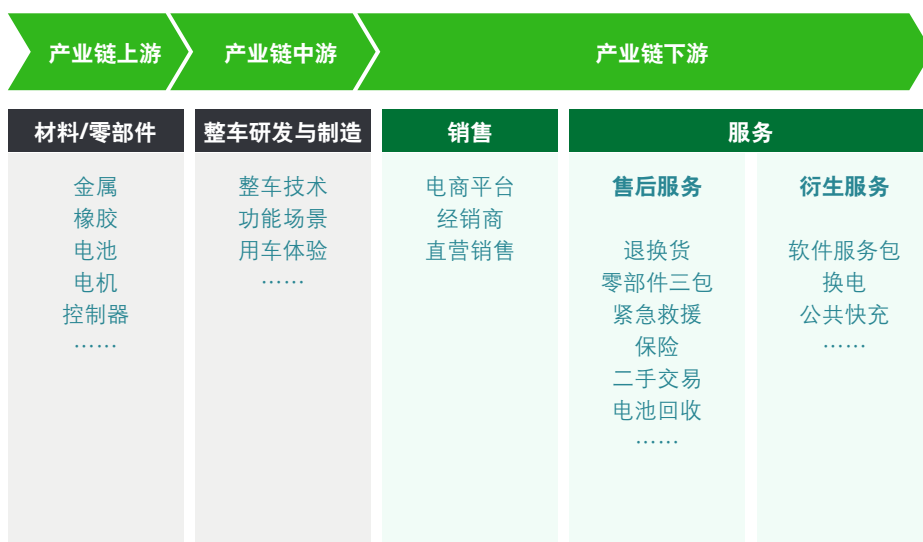 产业链上游
产业链中游
产业链下游
材料/零部件
整车研发与制造
销售
服务
金属
橡胶
电池
电机
控制器
……
整车技术
功能场景
用车体验
……
电商平台
经销商
直营销售
售后服务
退换货
零部件三包
紧急救援
保险
二手交易
电池回收
……
衍生服务
软件服务包
换电
公共快充
……